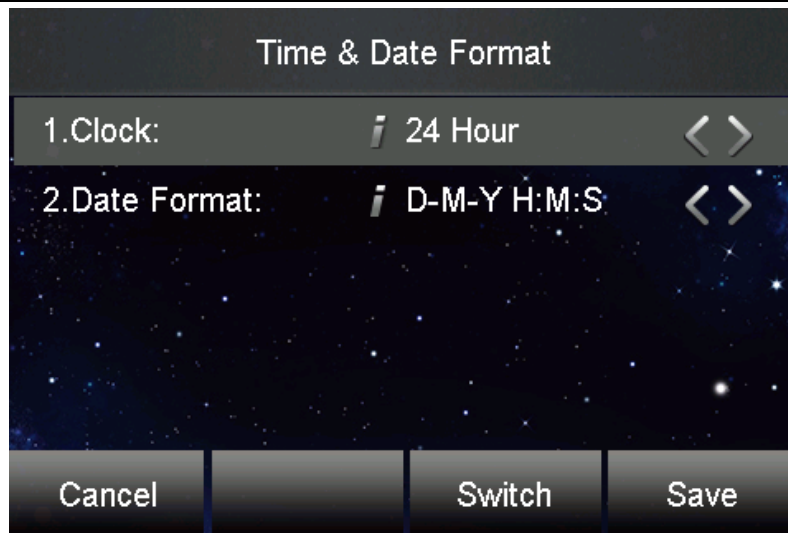 Time & Date Format
1.Clock: i 24 Hour
2.Date Format: i D-M-Y H:M:S
Cancel Switch Save